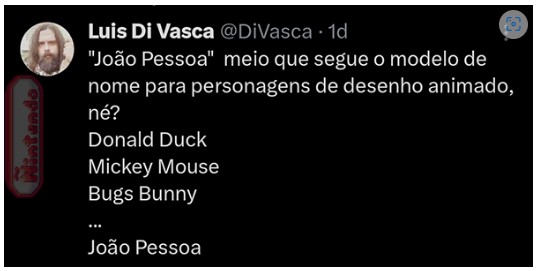 Luis Di Vasca @DiVasca · 1d
"João Pessoa" meio que segue o modelo de
nome para personagens de desenho animado,
né?
Donald Duck
Mickey Mouse
Bugs Bunny
...
João Pessoa
Ñintendo